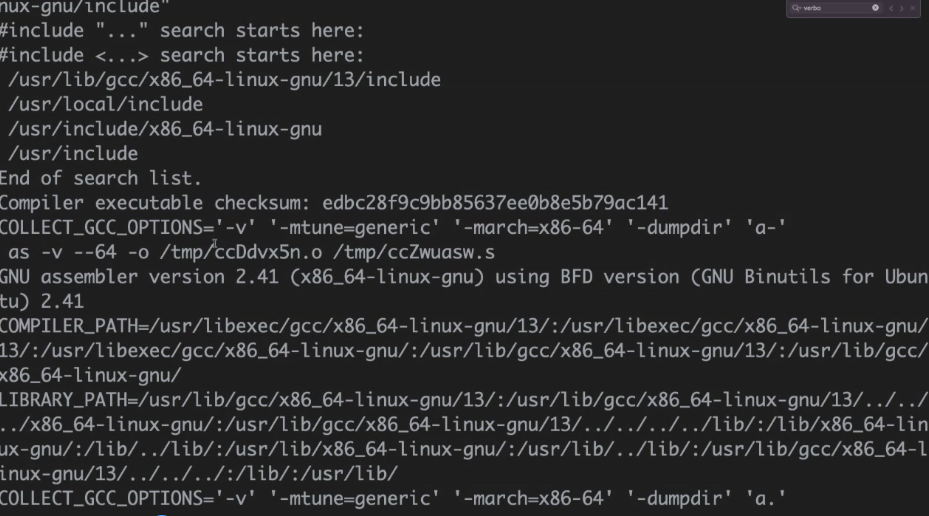 nux-gnu/include"
verbo
#include "..." search starts here:
#include <...> search starts here:
/usr/lib/gcc/x86_64-linux-gnu/13/include
/usr/local/include
/usr/include/x86_64-linux-gnu
/usr/include
End of search list.
Compiler executable checksum: edbc28f9c9bb85637ee0b8e5b79ac141
COLLECT_GCC_OPTIONS='-v' '-mtune=generic' '-march=x86-64' '-dumpdir' 'a-'
as -v --64 -o /tmp/ccDdvx5n.o /tmp/ccZwuasw.s
GNU assembler version 2.41 (x86_64-linux-gnu) using BFD version (GNU Binutils for Ubun
tu) 2.41
COMPILER_PATH=/usr/libexec/gcc/x86_64-linux-gnu/13/:/usr/libexec/gcc/x86_64-linux-gnu/
13/:/usr/libexec/gcc/x86_64-linux-gnu/:/usr/lib/gcc/x86_64-linux-gnu/13/:/usr/lib/gcc/
x86_64-linux-gnu/
LIBRARY_PATH=/usr/lib/gcc/x86_64-linux-gnu/13/:/usr/lib/gcc/x86_64-linux-gnu/13/../../
../x86_64-linux-gnu/:/usr/lib/gcc/x86_64-linux-gnu/13/../../../../lib/:/lib/x86_64-lin
ux-gnu/:/lib/../lib/:/usr/lib/x86_64-linux-gnu/:/usr/lib/../lib/:/usr/lib/gcc/x86_64-l
inux-gnu/13/../../../:/lib/:/usr/lib/
COLLECT_GCC_OPTIONS='-v' '-mtune=generic' '-march=x86-64' '-dumpdir' 'a.'